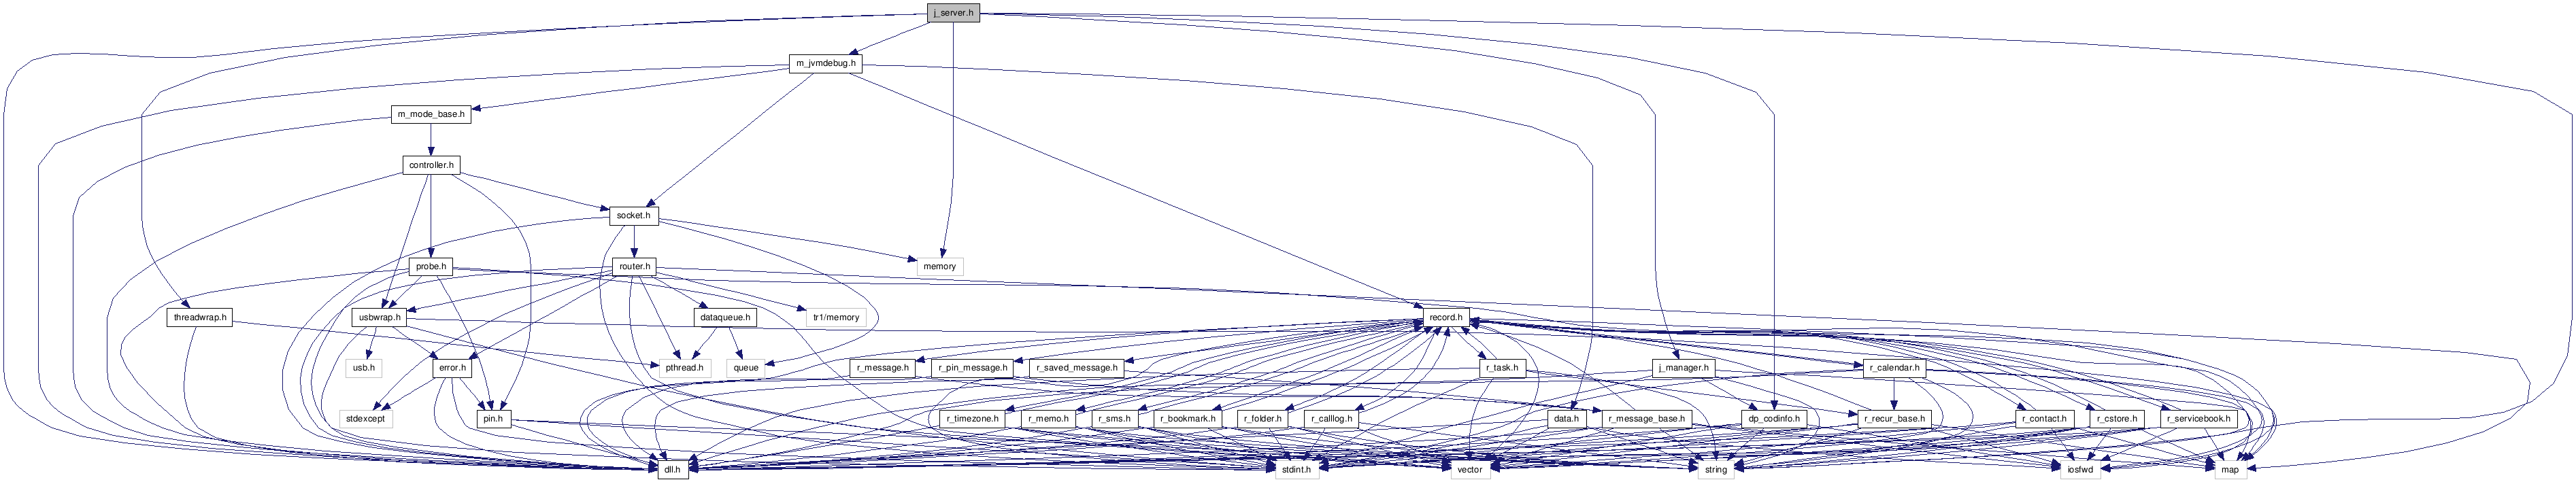 j_server.h
m_jvmdebug.h
m_mode_base.h
controller.h
socket.h
probe.h
router.h
memory
threadwrap.h
usbwrap.h
dataqueue.h
tr1/memory
record.h
usb.h
error.h
pthread.h
queue
r_message.h
r_pin_message.h
r_saved_message.h
r_task.h
j_manager.h
r_calendar.h
stdexcept
pin.h
r_timezone.h
r_memo.h
r_sms.h
r_bookmark.h
r_folder.h
r_calllog.h
data.h
r_message_base.h
dp_codinfo.h
r_recur_base.h
r_contact.h
r_cstore.h
r_servicebook.h
dll.h
stdint.h
vector
string
iosfwd
map